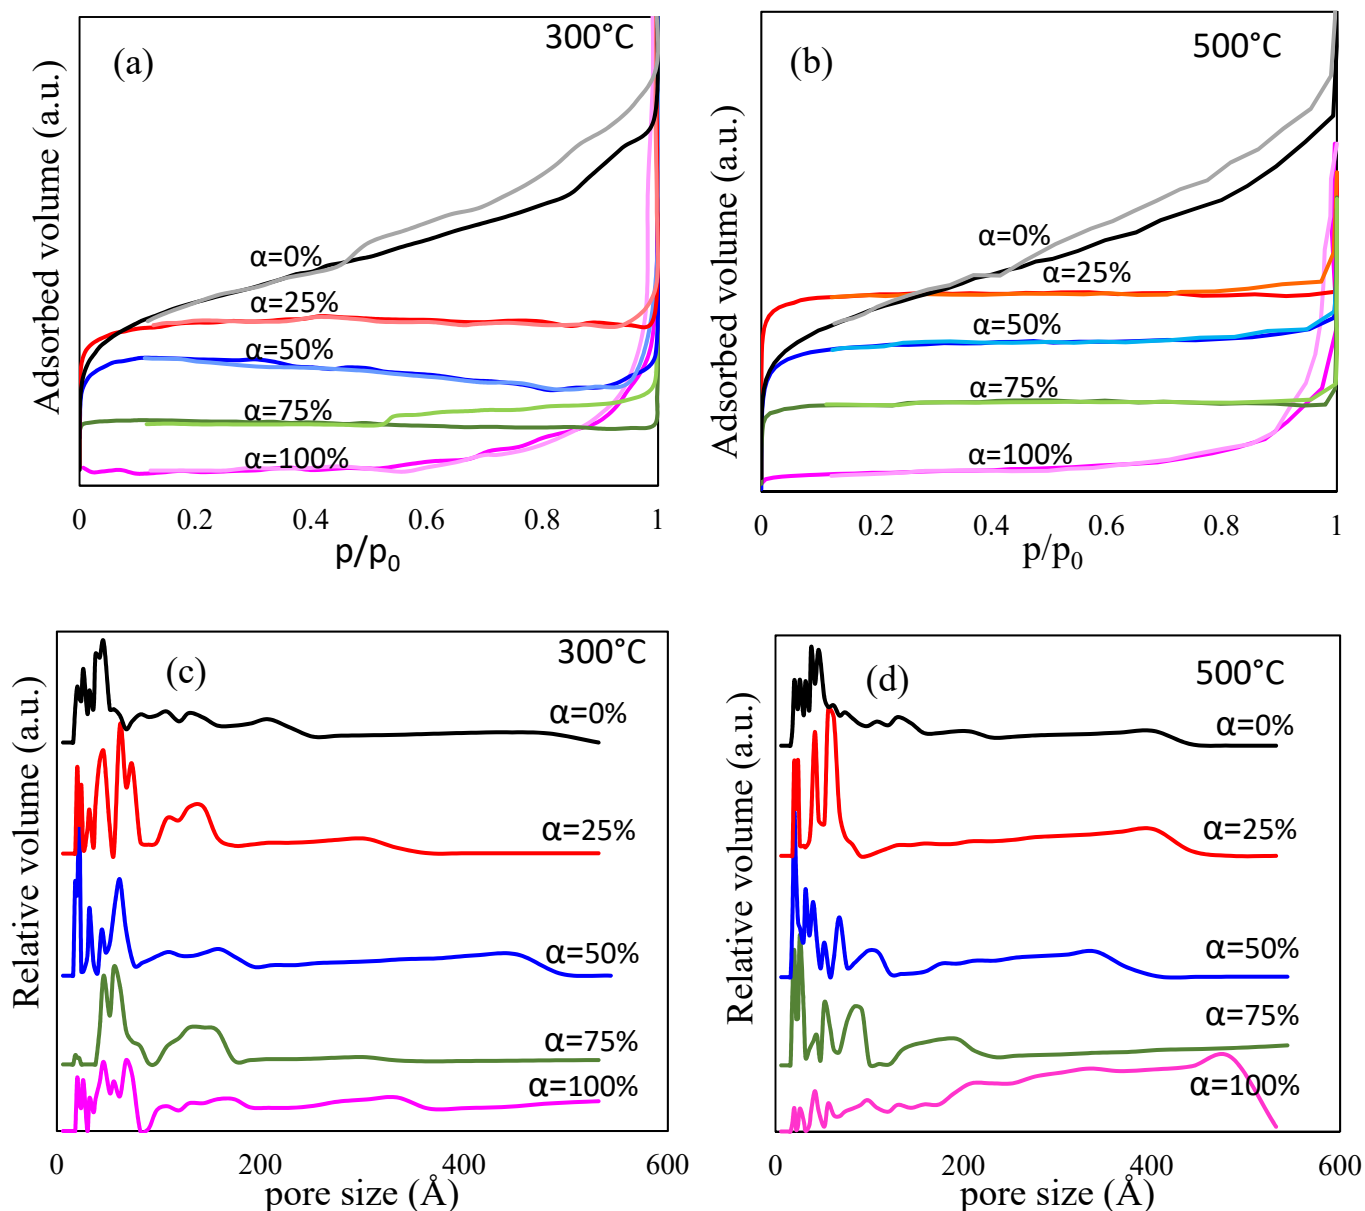 (a)
300°C
Adsorbed volume (a.u.)
α=0%
α=25%
α=50%
α=75%
α=100%
0 0.2 0.4 0.6 0.8 1
p/p₀
(b)
500°C
Adsorbed volume (a.u.)
α=0%
α=25%
α=50%
α=75%
α=100%
0 0.2 0.4 0.6 0.8 1
p/p₀
(c)
300°C
Relative volume (a.u.)
α=0%
α=25%
α=50%
α=75%
α=100%
0 200 400 600
pore size (Å)
(d)
500°C
Relative volume (a.u.)
α=0%
α=25%
α=50%
α=75%
α=100%
0 200 400 600
pore size (Å)